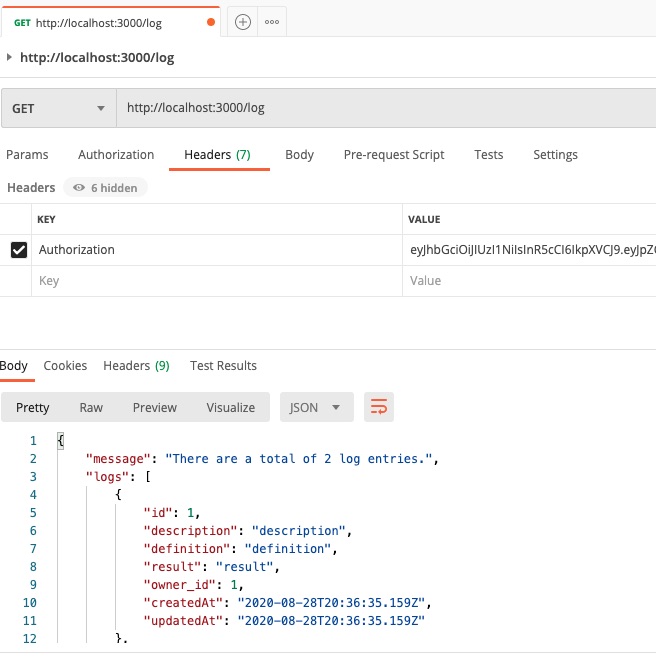 GET http://localhost:3000/log
http://localhost:3000/log
GET http://localhost:3000/log
Params Authorization Headers (7) Body Pre-request Script Tests Settings
Headers 6 hidden
KEY VALUE
Authorization eyJhbGciOiJIUzI1NiIsInR5cCI6IkpXVCJ9.eyJpZ
Key Value
Body Cookies Headers (9) Test Results
Pretty Raw Preview Visualize JSON
1 {
2 "message": "There are a total of 2 log entries.",
3 "logs": [
4 {
5 "id": 1,
6 "description": "description",
7 "definition": "definition",
8 "result": "result",
9 "owner_id": 1,
10 "createdAt": "2020-08-28T20:36:35.159Z",
11 "updatedAt": "2020-08-28T20:36:35.159Z"
12 },